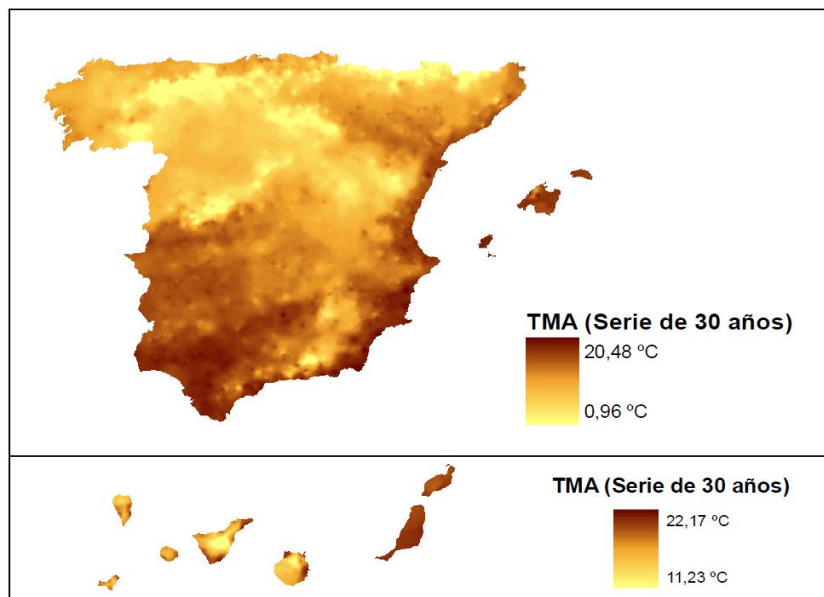 TMA (Serie de 30 años)
20,48 ºC
0,96 ºC
TMA (Serie de 30 años)
22,17 ºC
11,23 ºC